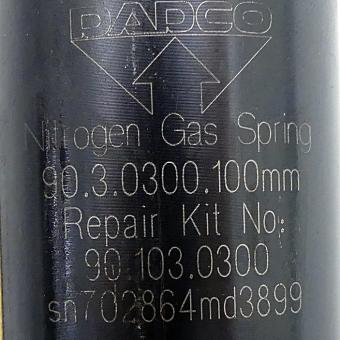 DADCO
Nitrogen Gas Spring
90.3.0300.100mm
Repair Kit No:
90.103.0300
sn702864md3899